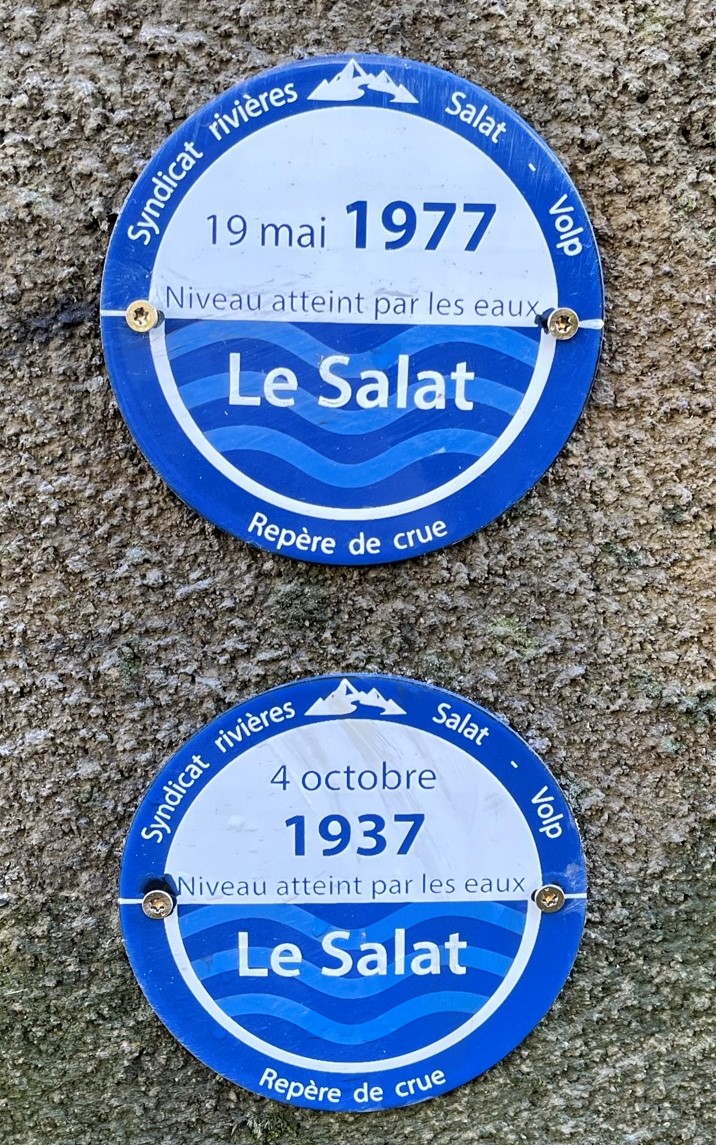 Syndicat rivières Salat - Volp
19 mai 1977
Niveau atteint par les eaux
Le Salat
Repère de crue
Syndicat rivières Salat - Volp
4 octobre
1937
Niveau atteint par les eaux
Le Salat
Repère de crue